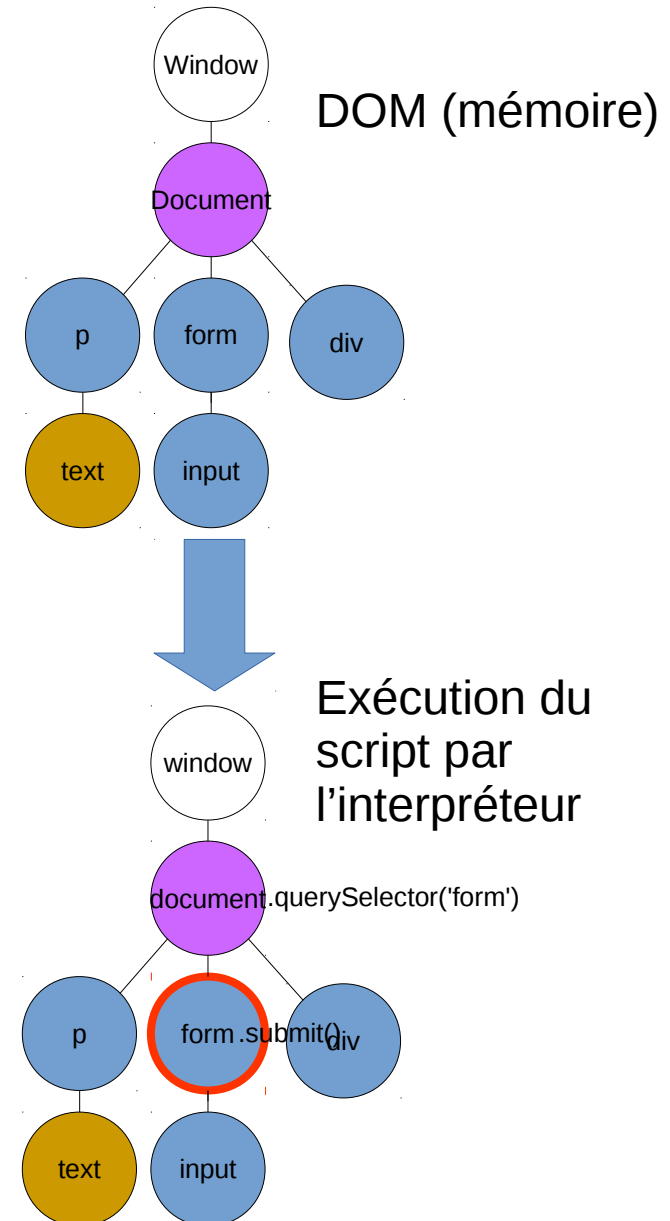 Window
DOM (mémoire)
Document
p
form
div
text
input
Exécution du
script par
l'interpréteur
window
document.querySelector('form')
p
form.submit()
div
text
input